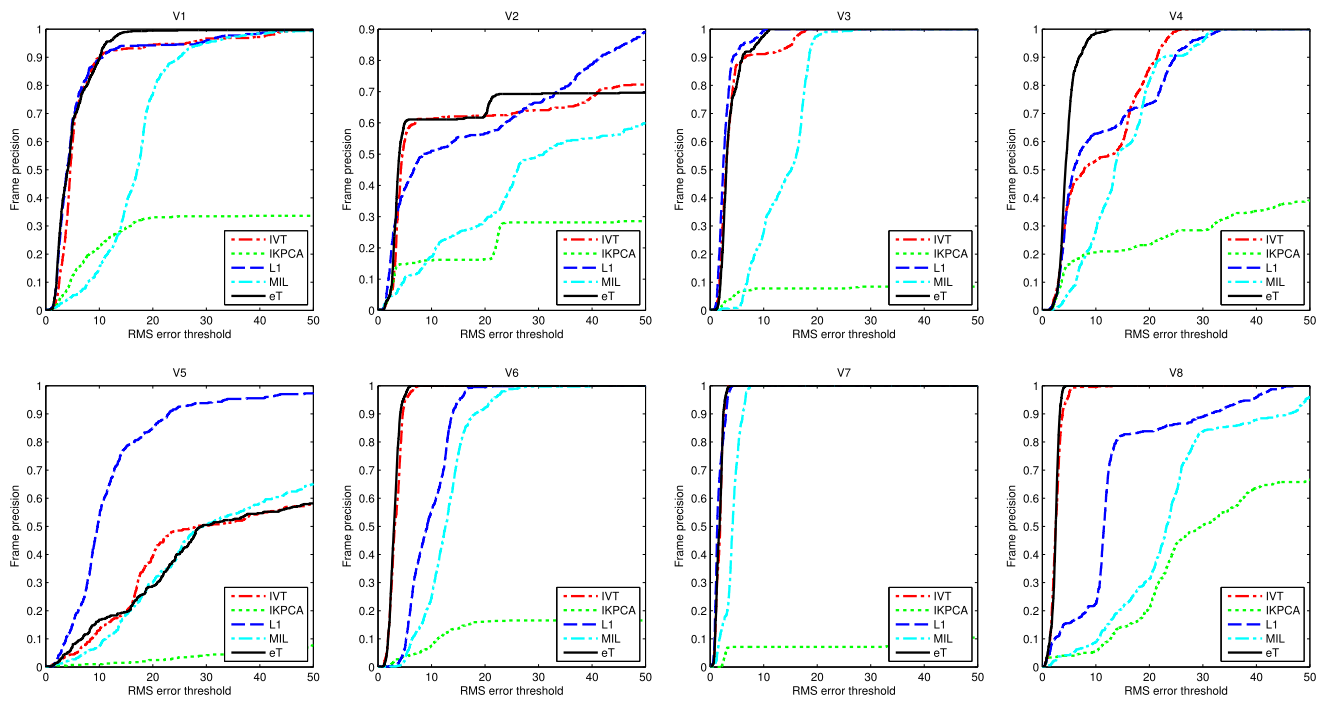 V1
1
0.9
0.8
0.7
0.6
0.5
0.4
0.3
0.2
0.1
0
Frame precision
0 10 20 30 40 50
RMS error threshold
IVT
IKPCA
L1
MIL
eT
V2
0.9
0.8
0.7
0.6
0.5
0.4
0.3
0.2
0.1
0
Frame precision
0 10 20 30 40 50
RMS error threshold
IVT
IKPCA
L1
MIL
eT
V3
1
0.9
0.8
0.7
0.6
0.5
0.4
0.3
0.2
0.1
0
Frame precision
0 10 20 30 40 50
RMS error threshold
IVT
IKPCA
L1
MIL
eT
V4
1
0.9
0.8
0.7
0.6
0.5
0.4
0.3
0.2
0.1
0
Frame precision
0 10 20 30 40 50
RMS error threshold
IVT
IKPCA
L1
MIL
eT
V5
1
0.9
0.8
0.7
0.6
0.5
0.4
0.3
0.2
0.1
0
Frame precision
0 10 20 30 40 50
RMS error threshold
IVT
IKPCA
L1
MIL
eT
V6
1
0.9
0.8
0.7
0.6
0.5
0.4
0.3
0.2
0.1
0
Frame precision
0 10 20 30 40 50
RMS error threshold
IVT
IKPCA
L1
MIL
eT
V7
1
0.9
0.8
0.7
0.6
0.5
0.4
0.3
0.2
0.1
0
Frame precision
0 10 20 30 40 50
RMS error threshold
IVT
IKPCA
L1
MIL
eT
V8
1
0.9
0.8
0.7
0.6
0.5
0.4
0.3
0.2
0.1
0
Frame precision
0 10 20 30 40 50
RMS error threshold
IVT
IKPCA
L1
MIL
eT